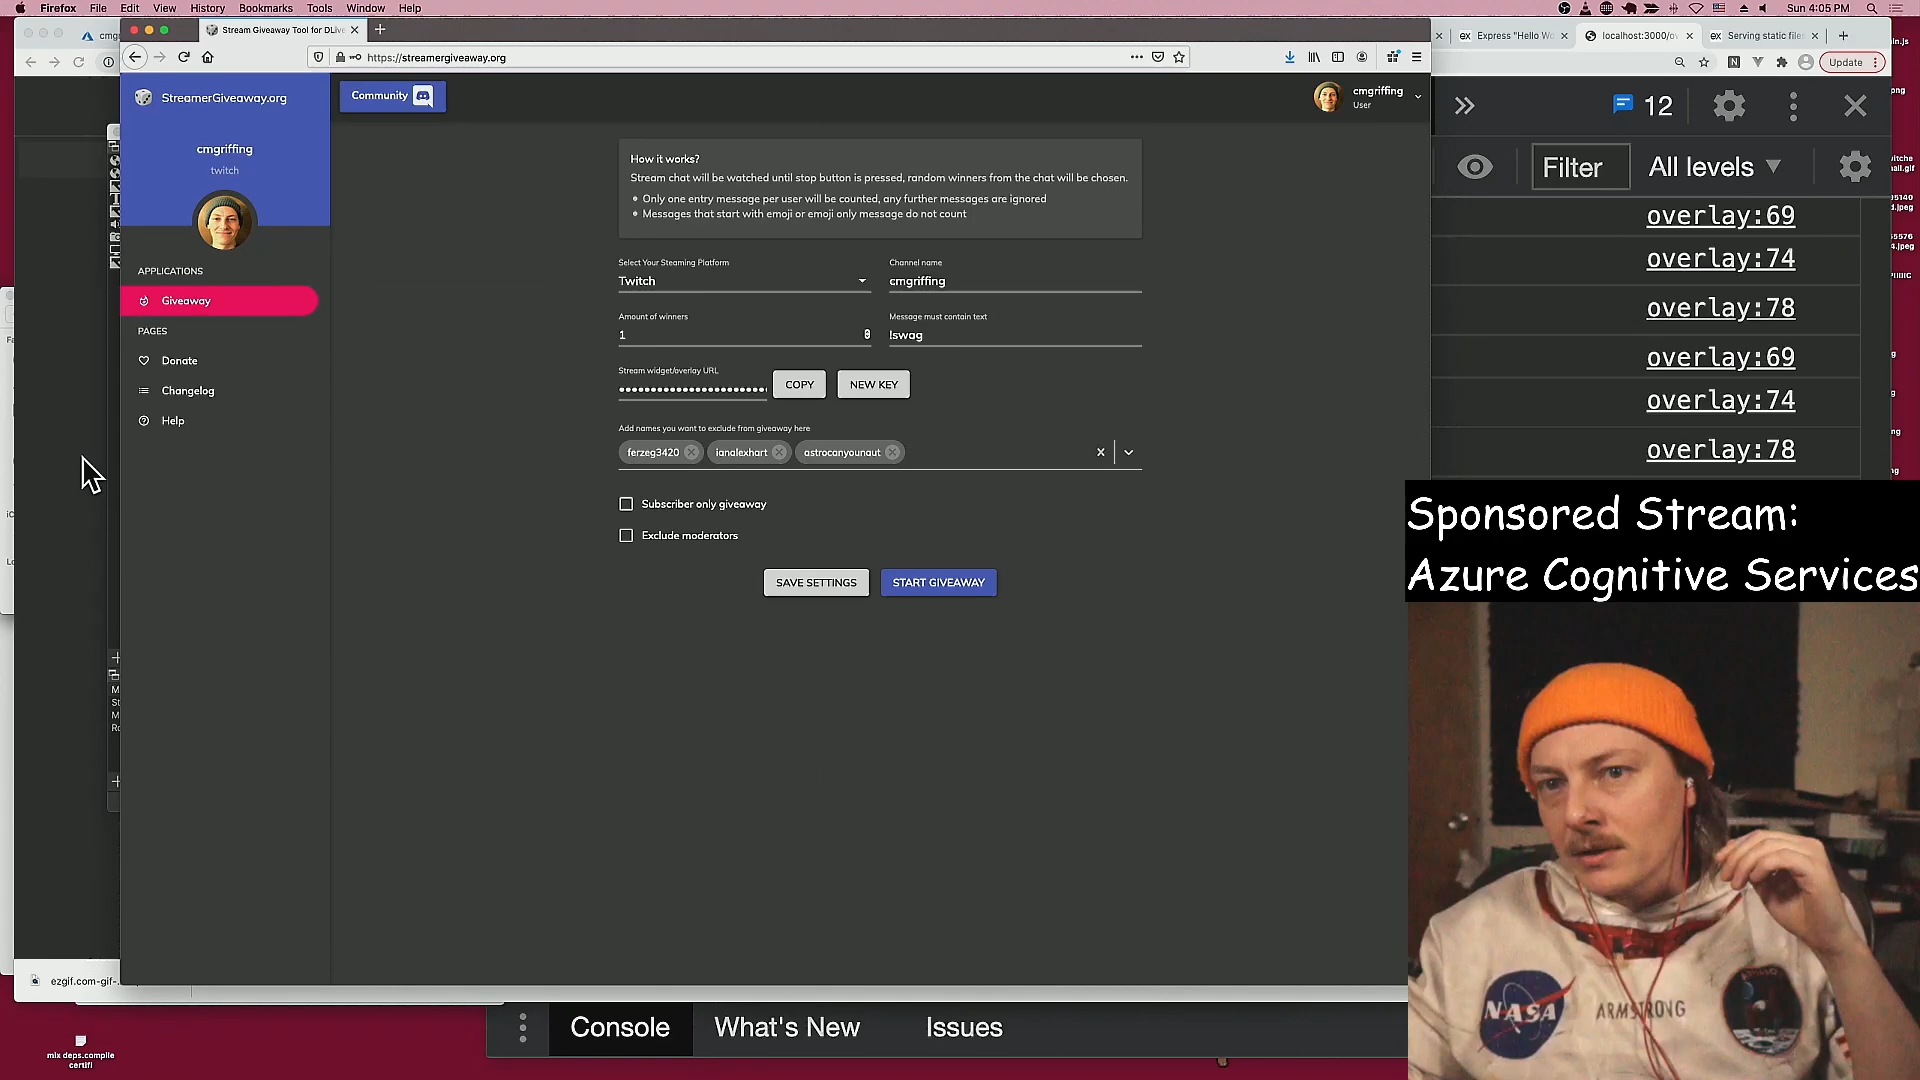 Firefox File Edit View History Bookmarks Tools Window Help
Sun 4:05 PM
Stream Giveaway Tool for DLive
Express "Hello Wo
localhost:3000/ov
Serving static files
https://streamergiveaway.org
Update
StreamerGiveaway.org
Community
cmgriffing
User
12
cmgriffing
twitch
How it works?
Stream chat will be watched until stop button is pressed, random winners from the chat will be chosen.
Only one entry message per user will be counted, any further messages are ignored
Messages that start with emoji or emoji only message do not count
Filter
All levels
overlay:69
overlay:74
overlay:78
overlay:69
overlay:74
overlay:78
APPLICATIONS
Giveaway
PAGES
Donate
Changelog
Help
Select Your Steaming Platform
Channel name
Twitch
cmgriffing
Amount of winners
Message must contain text
1
!swag
Stream widget/overlay URL
COPY
NEW KEY
Add names you want to exclude from giveaway here
ferzeg3420
ianalexhart
astrocanyounaut
Subscriber only giveaway
Exclude moderators
SAVE SETTINGS
START GIVEAWAY
Sponsored Stream:
Azure Cognitive Services
NASA
ARMSTRONG
ezgif.com-gif-...
Console
What's New
Issues
mix deps.compile
certifi